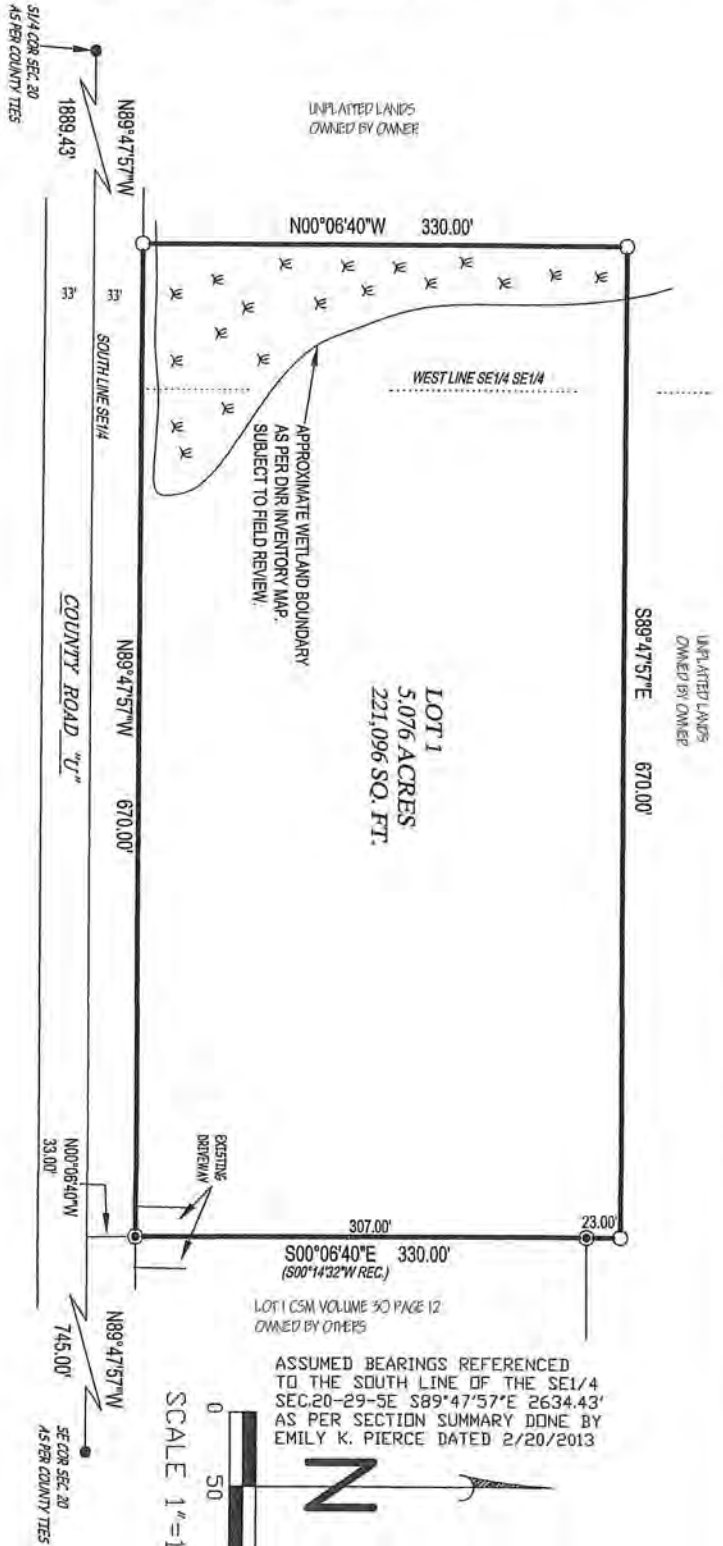 UNPLATTED LANDS
OWNED BY OWNER
UNPLATTED LANDS
OWNED BY OWNER
S89°47'57"E 670.00'
N00°06'40"W 330.00'
WEST LINE SE1/4 SE1/4
APPROXIMATE WETLAND BOUNDARY
AS PER DNR INVENTORY MAP.
SUBJECT TO FIELD REVIEW.
LOT 1
5.076 ACRES
221,096 SQ. FT.
23.00'
307.00'
S00°06'40"E 330.00'
(S00°14'32"W REC.)
LOT 1 CSM VOLUME 30 PAGE 12
OWNED BY OTHERS
EXISTING
DRIVEWAY
N89°47'57"W
1889.43'
S1/4 COR SEC. 20
AS PER COUNTY TIES
33'
33'
SOUTH LINE SE1/4
N89°47'57"W 670.00'
COUNTY ROAD "U"
N00°06'40"W
33.00'
N89°47'57"W
745.00'
SE COR SEC. 20
AS PER COUNTY TIES
ASSUMED BEARINGS REFERENCED
TO THE SOUTH LINE OF THE SE1/4
SEC.20-29-5E S89°47'57"E 2634.43'
AS PER SECTION SUMMARY DONE BY
EMILY K. PIERCE DATED 2/20/2013
N
0 50
SCALE 1"=1